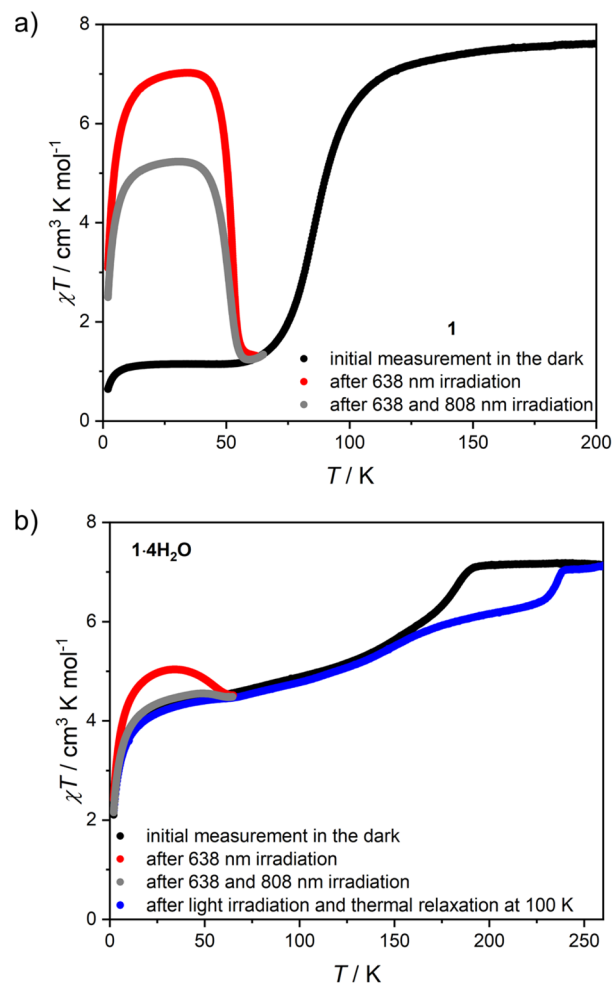 a)
8
6
4
2
0
χT / cm³ K mol⁻¹
1
initial measurement in the dark
after 638 nm irradiation
after 638 and 808 nm irradiation
0 50 100 150 200
T / K
b)
8
6
4
2
0
χT / cm³ K mol⁻¹
1·4H₂O
initial measurement in the dark
after 638 nm irradiation
after 638 and 808 nm irradiation
after light irradiation and thermal relaxation at 100 K
0 50 100 150 200 250
T / K